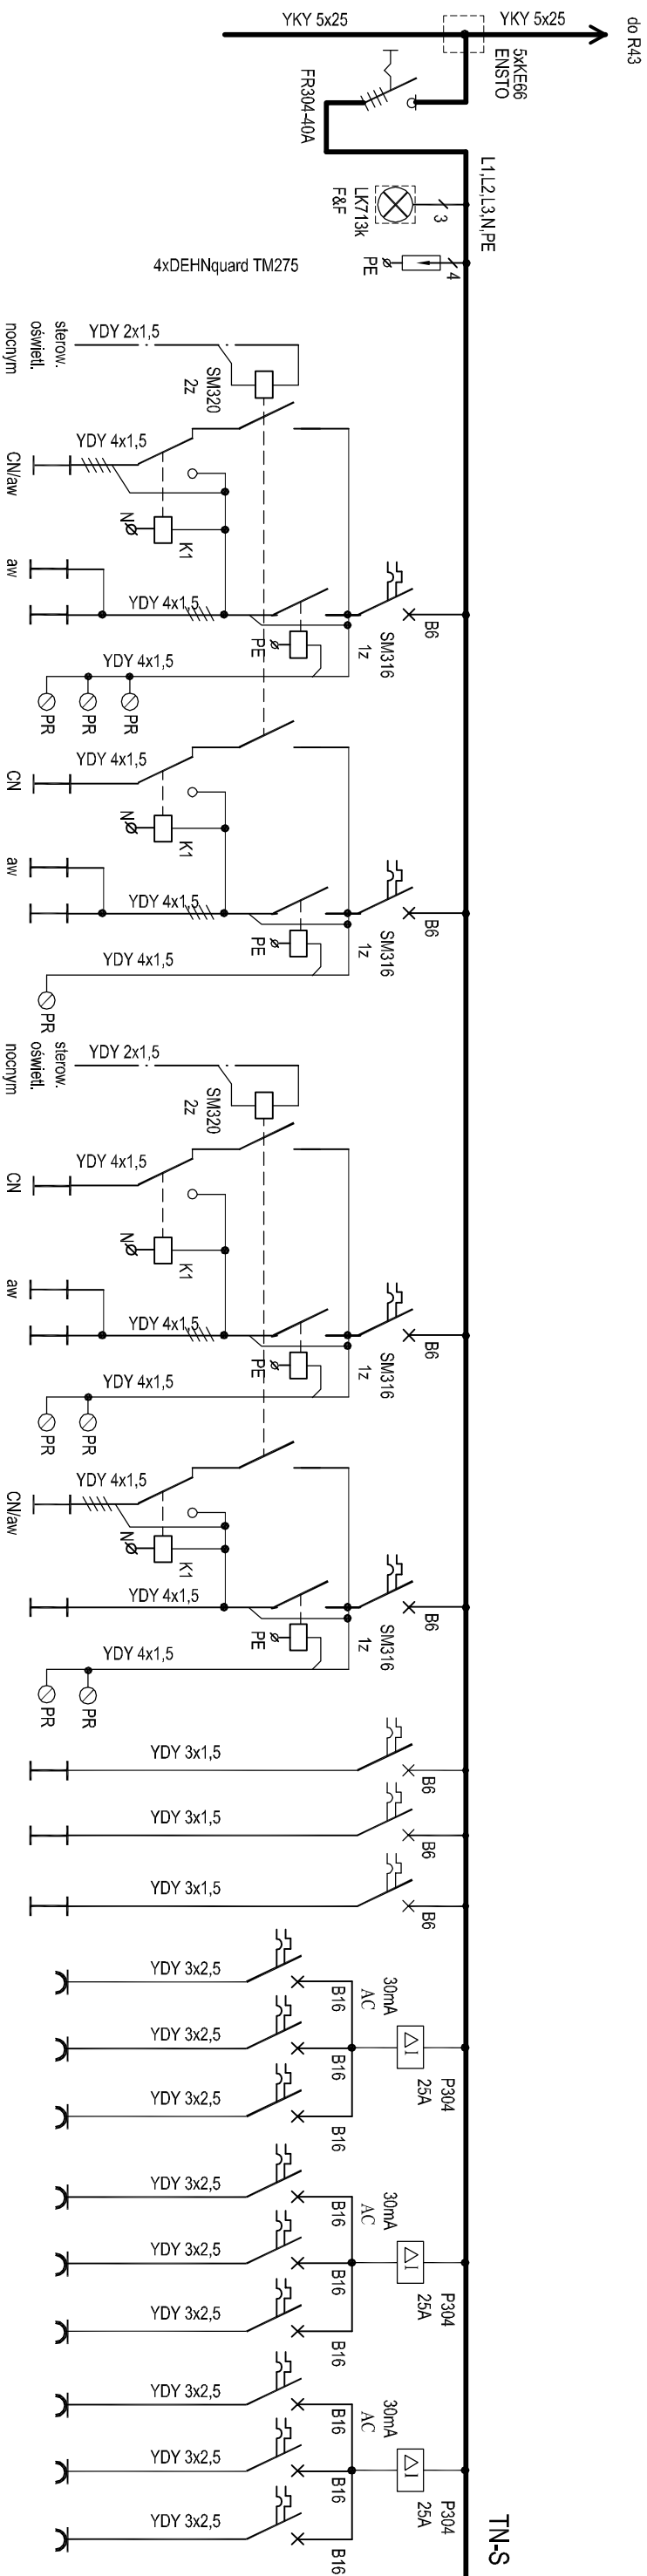 do R43
YKY 5x25
YKY 5x25
5xKE66
ENSTO
FR304-40A
L1,L2,L3,N,PE
3
LK713k
F&F
4
PE
4xDEHNquard TM275
YDY 2x1,5
sterow.
oświetl.
nocnym
SM320
2z
YDY 4x1,5
CN/aw
N
K1
aw
YDY 4x1,5
B6
SM316
1z
PE
YDY 4x1,5
PR
PR
PR
YDY 4x1,5
CN
N
K1
aw
YDY 4x1,5
B6
SM316
1z
PE
YDY 4x1,5
PR
YDY 2x1,5
sterow.
oświetl.
nocnym
SM320
2z
YDY 4x1,5
CN
N
K1
aw
YDY 4x1,5
B6
SM316
1z
PE
YDY 4x1,5
PR
PR
YDY 4x1,5
CN/aw
N
K1
YDY 4x1,5
B6
SM316
1z
PE
YDY 4x1,5
PR
PR
YDY 3x1,5
B6
YDY 3x1,5
B6
YDY 3x1,5
B6
YDY 3x2,5
B16
30mA
AC
ΔI
P304
25A
YDY 3x2,5
B16
YDY 3x2,5
B16
YDY 3x2,5
B16
30mA
AC
ΔI
P304
25A
YDY 3x2,5
B16
YDY 3x2,5
B16
YDY 3x2,5
B16
30mA
AC
ΔI
P304
25A
YDY 3x2,5
B16
YDY 3x2,5
B16
TN-S